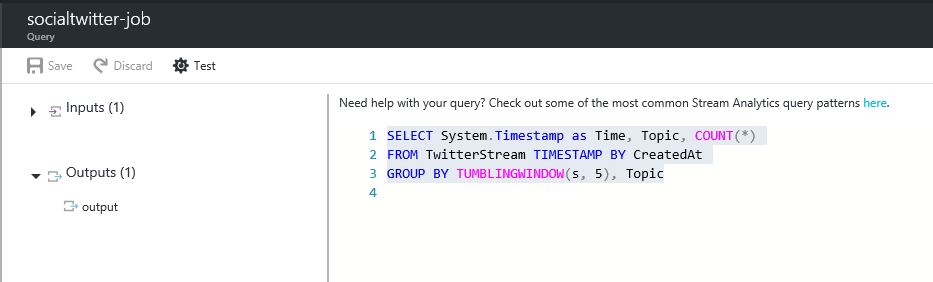 socialtwitter-job
Query
Save Discard Test
Inputs (1)
Outputs (1)
output
Need help with your query? Check out some of the most common Stream Analytics query patterns here.
1 SELECT System.Timestamp as Time, Topic, COUNT(*)
2 FROM TwitterStream TIMESTAMP BY CreatedAt
3 GROUP BY TUMBLINGWINDOW(s, 5), Topic
4